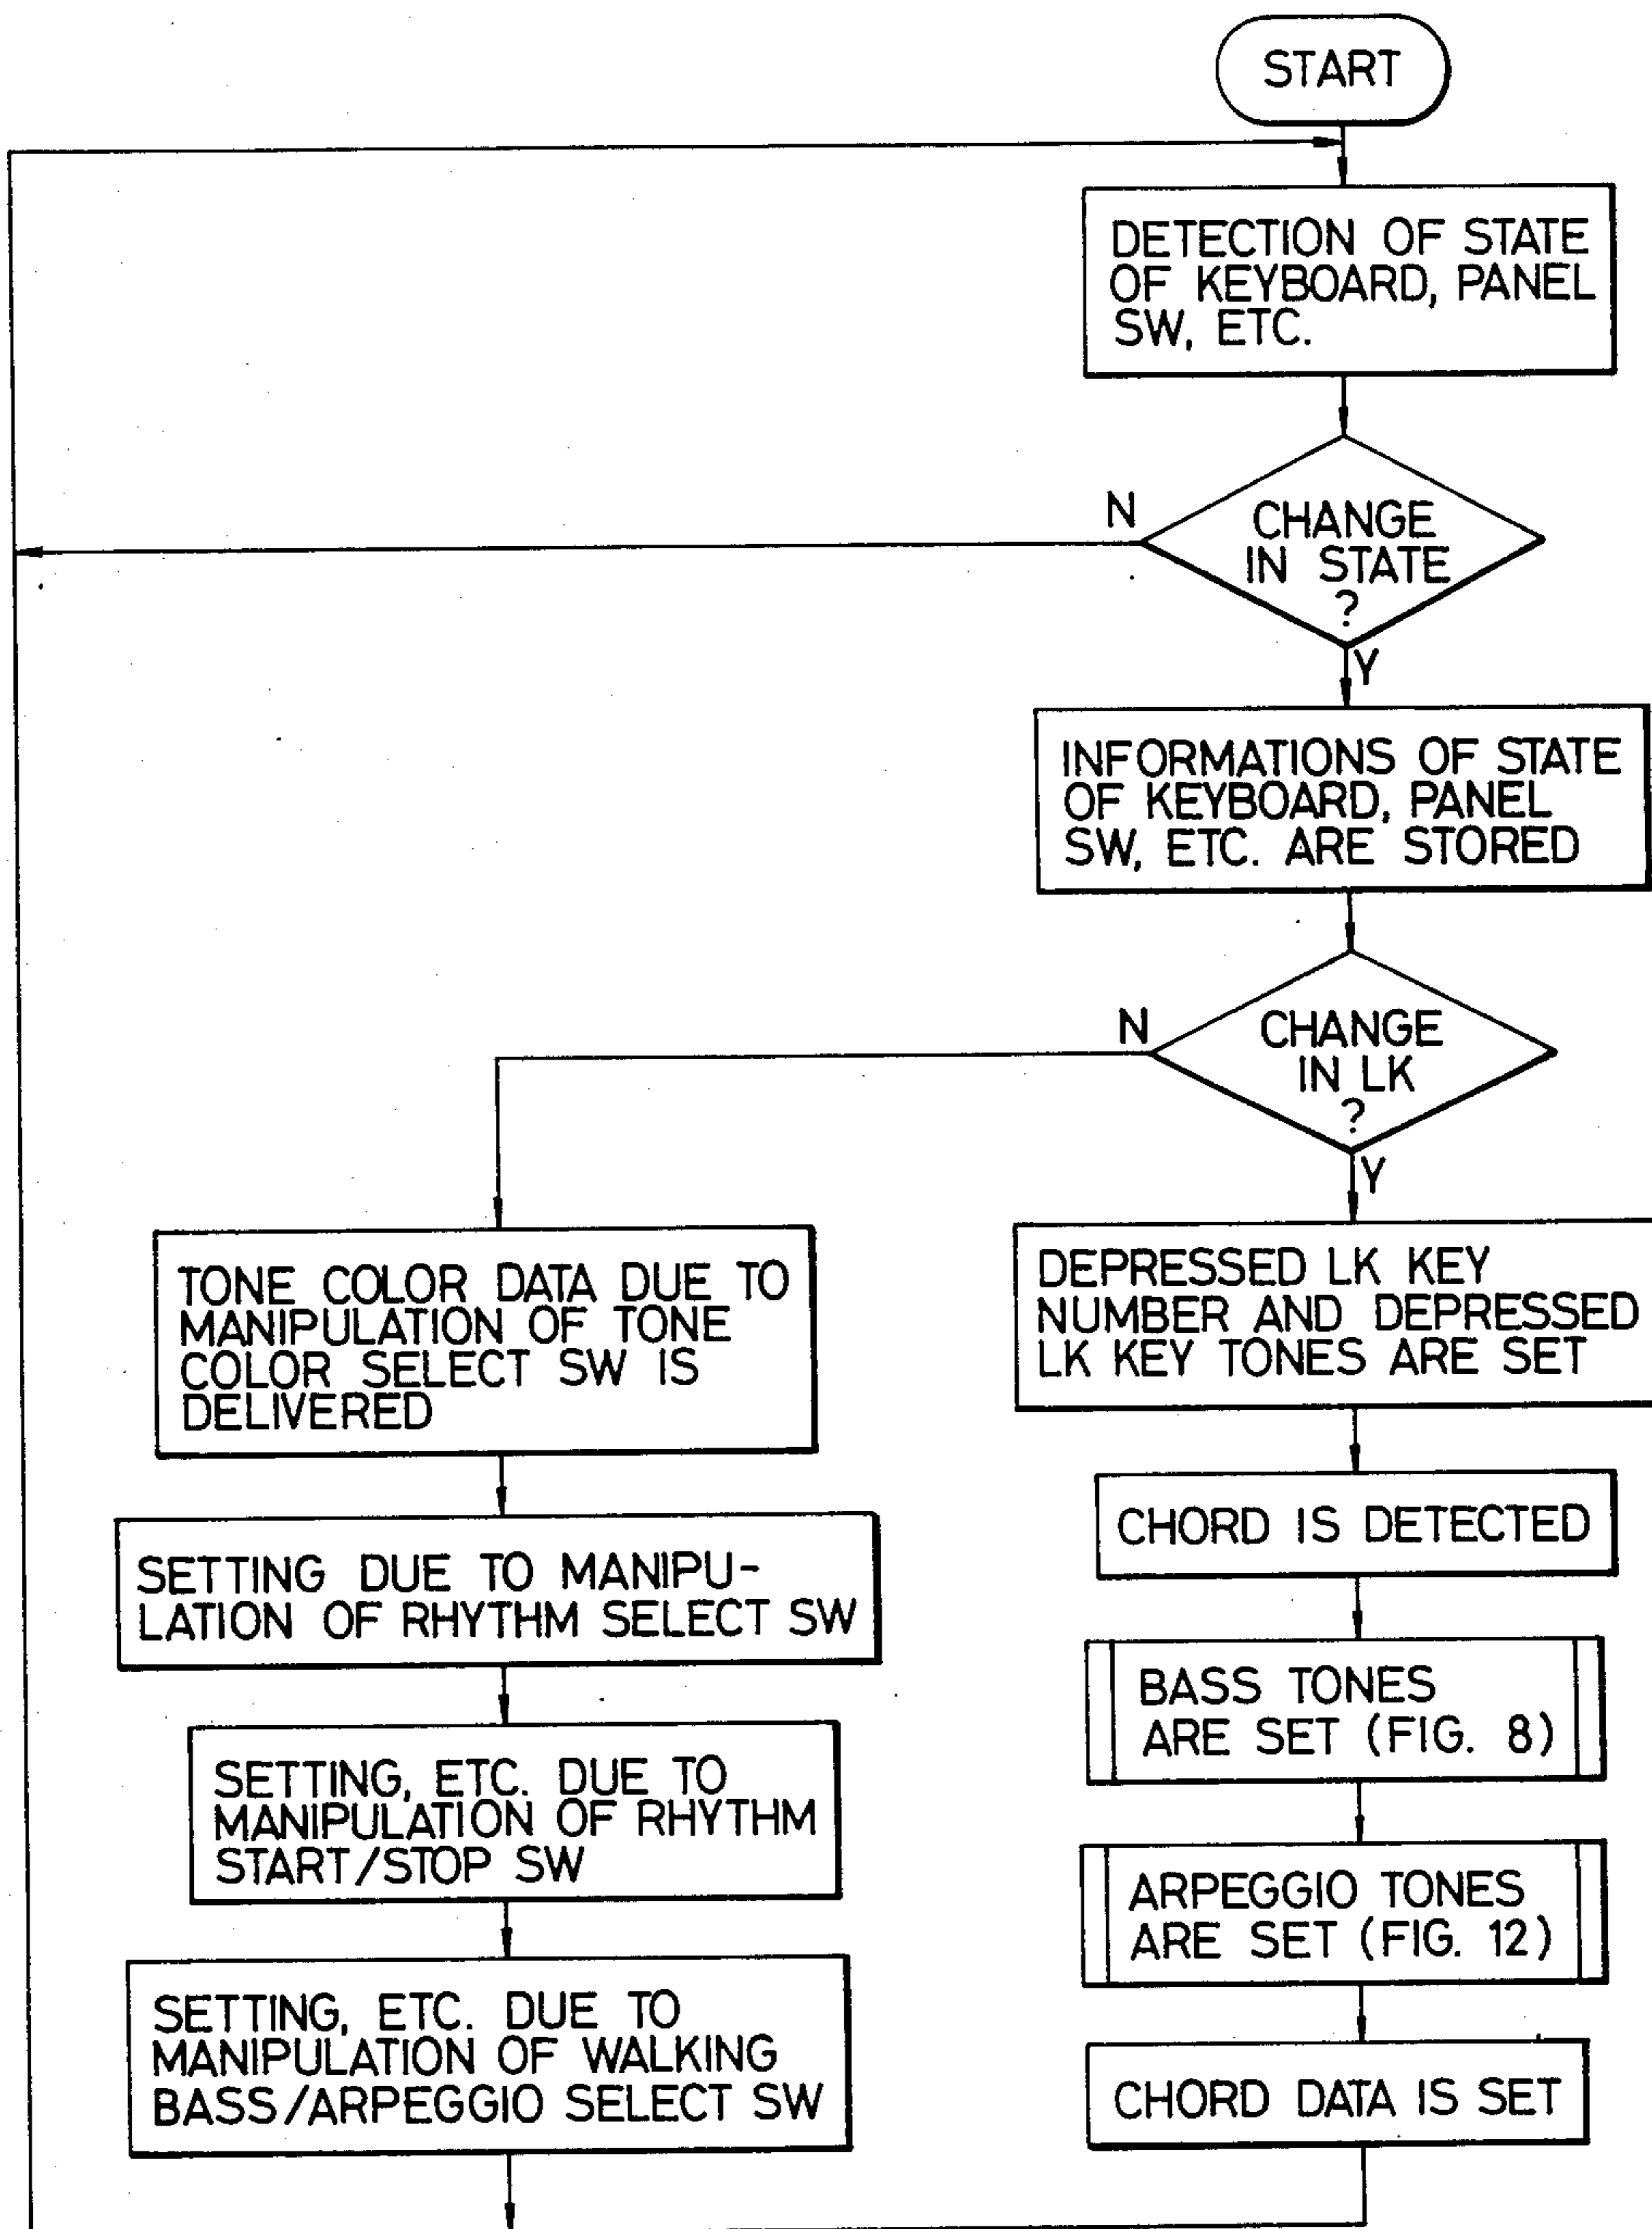 START
DETECTION OF STATE
OF KEYBOARD, PANEL
SW, ETC.
N
CHANGE
IN STATE
?
Y
INFORMATIONS OF STATE
OF KEYBOARD, PANEL
SW, ETC. ARE STORED
N
CHANGE
IN LK
?
Y
TONE COLOR DATA DUE TO
MANIPULATION OF TONE
COLOR SELECT SW IS
DELIVERED
SETTING DUE TO MANIPU-
LATION OF RHYTHM SELECT SW
SETTING, ETC. DUE TO
MANIPULATION OF RHYTHM
START/STOP SW
SETTING, ETC. DUE TO
MANIPULATION OF WALKING
BASS/ARPEGGIO SELECT SW
DEPRESSED LK KEY
NUMBER AND DEPRESSED
LK KEY TONES ARE SET
CHORD IS DETECTED
BASS TONES
ARE SET (FIG. 8)
ARPEGGIO TONES
ARE SET (FIG. 12)
CHORD DATA IS SET